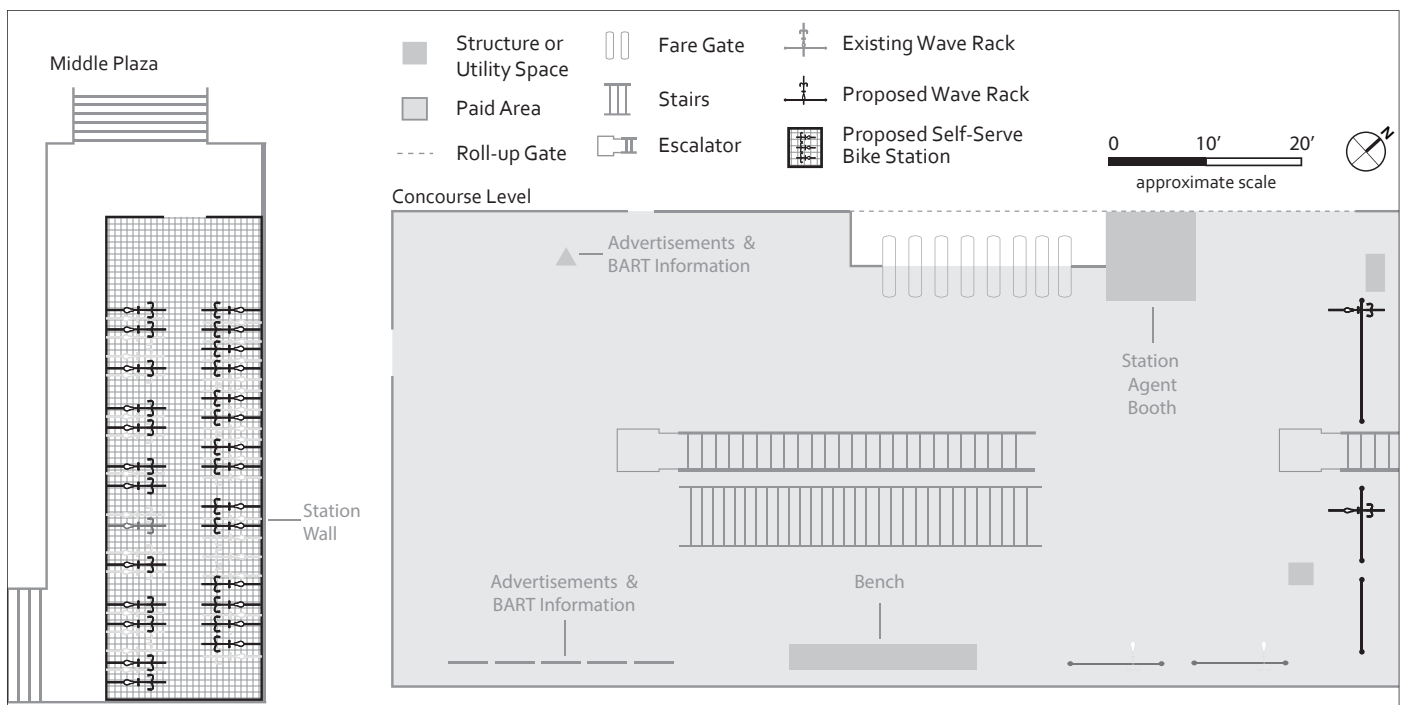 Middle Plaza
Structure or
Utility Space
Paid Area
Roll-up Gate
Fare Gate
Stairs
Escalator
Existing Wave Rack
Proposed Wave Rack
Proposed Self-Serve
Bike Station
0 10’ 20’
approximate scale
N
Concourse Level
Advertisements &
BART Information
Station
Agent
Booth
Station
Wall
Advertisements &
BART Information
Bench